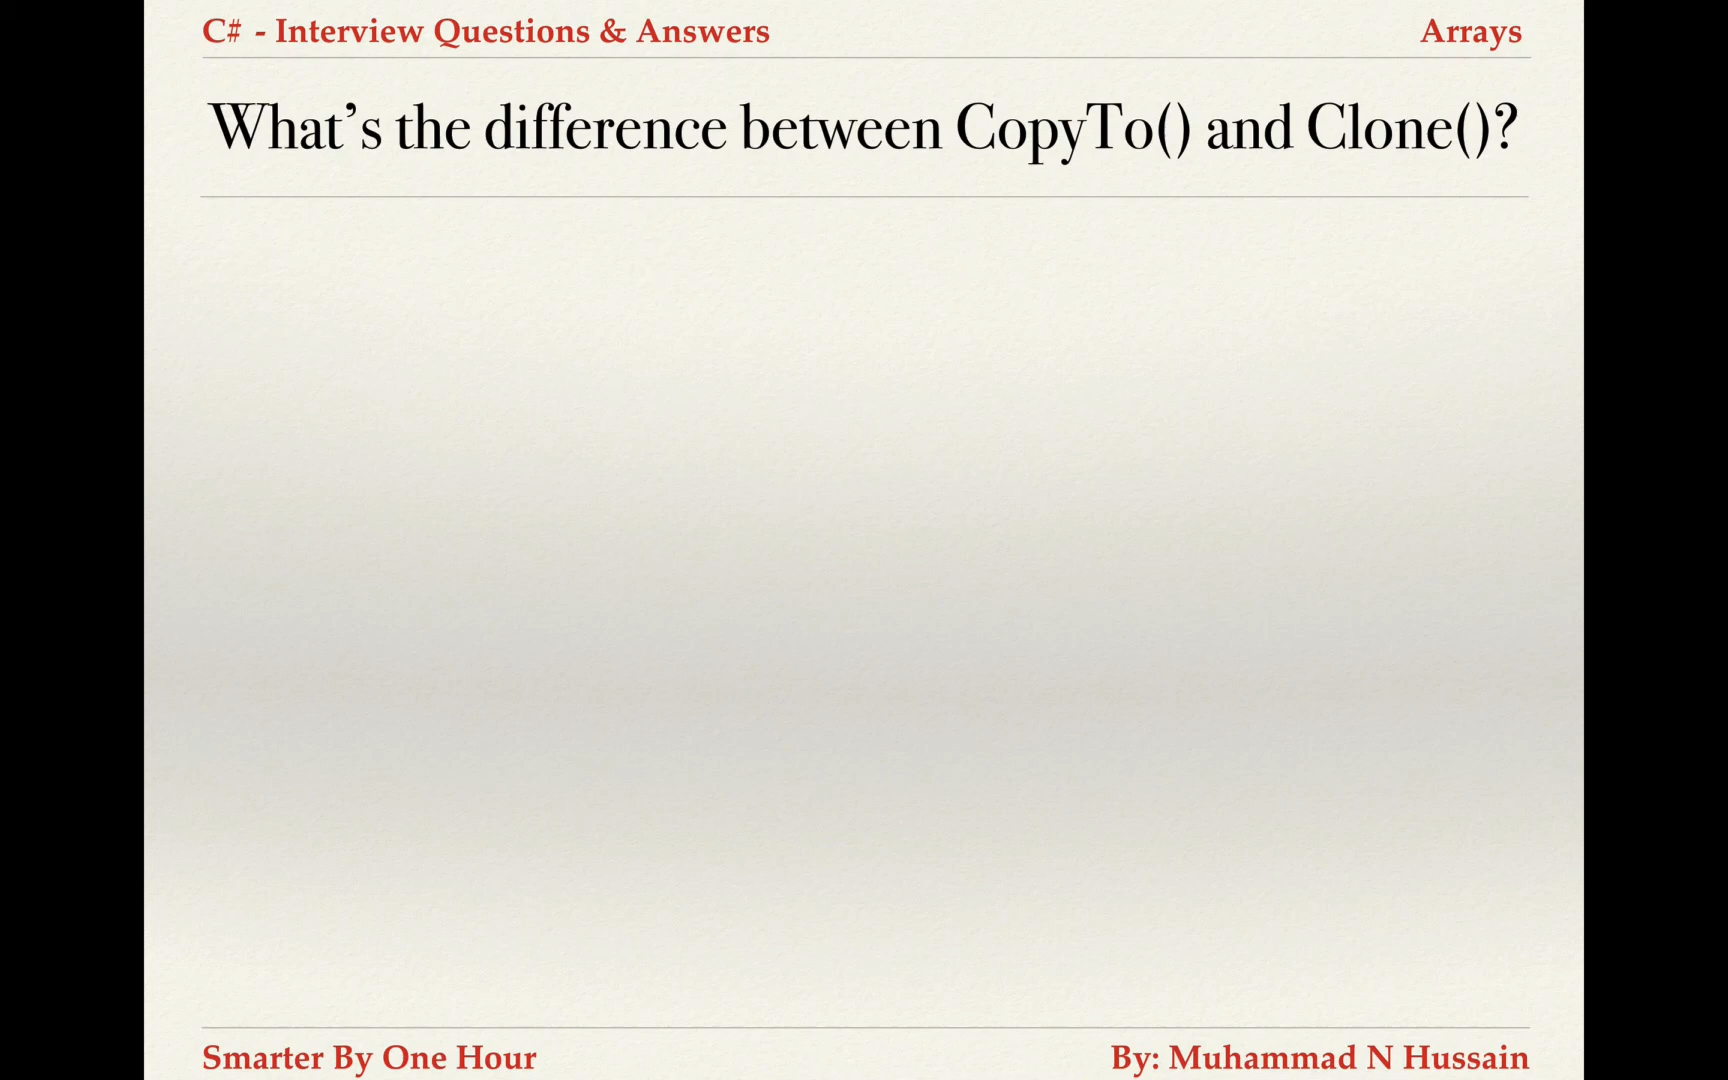 C# - Interview Questions & Answers
Arrays
What’s the difference between CopyTo() and Clone()?
Smarter By One Hour
By: Muhammad N Hussain